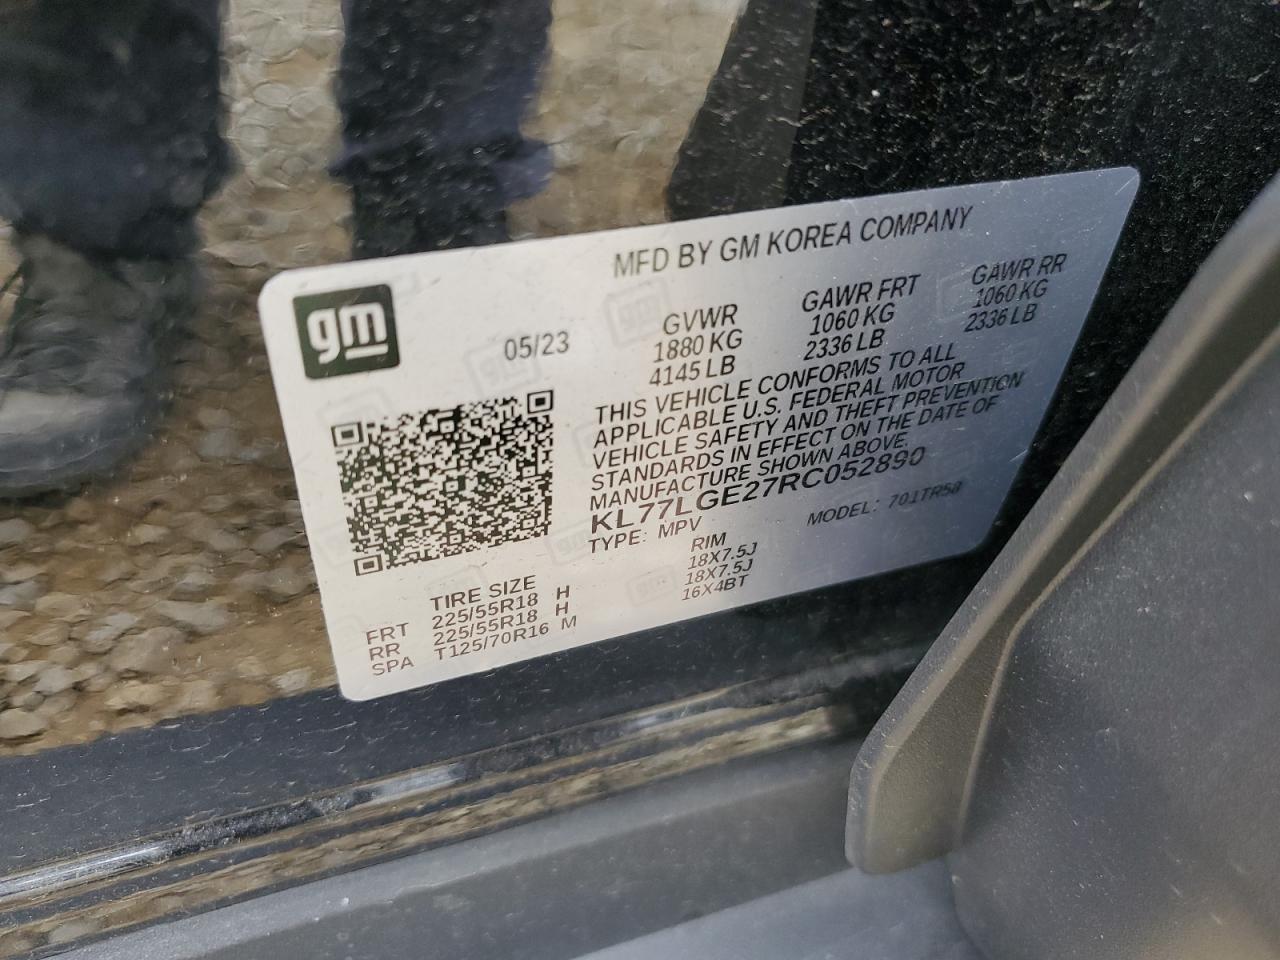 MFD BY GM KOREA COMPANY
gm
05/23
GVWR GAWR FRT GAWR RR
1880 KG 1060 KG 1060 KG
4145 LB 2336 LB 2336 LB
THIS VEHICLE CONFORMS TO ALL
APPLICABLE U.S. FEDERAL MOTOR
VEHICLE SAFETY AND THEFT PREVENTION
STANDARDS IN EFFECT ON THE DATE OF
MANUFACTURE SHOWN ABOVE.
KL77LGE27RC052890
TYPE: MPV MODEL: 701TR58
TIRE SIZE RIM
FRT 225/55R18 H 18X7.5J
RR 225/55R18 H 18X7.5J
SPA T125/70R16 M 16X4BT